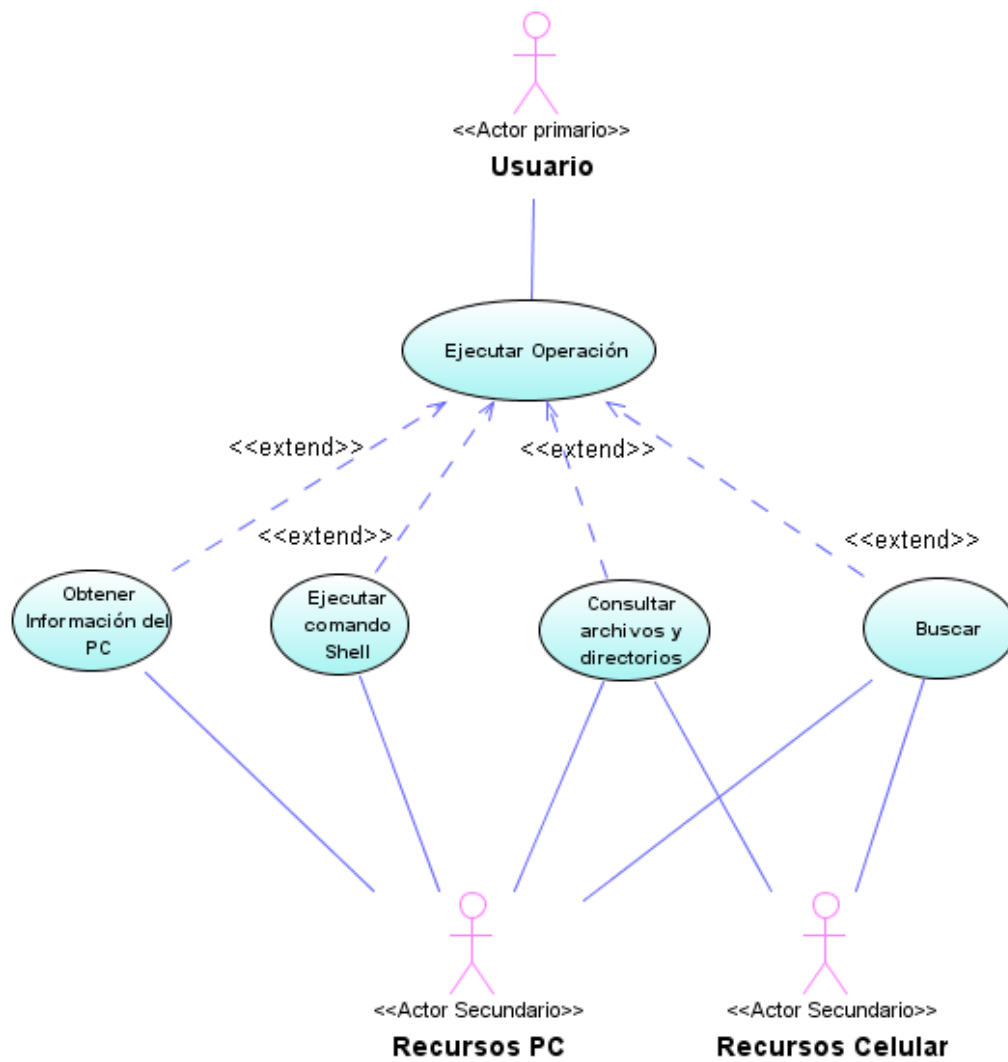 <<Actor primario>>
Usuario
Ejecutar Operación
<<extend>>
<<extend>>
<<extend>>
<<extend>>
Obtener
Información del
PC
Ejecutar
comando
Shell
Consultar
archivos y
directorios
Buscar
<<Actor Secundario>>
Recursos PC
<<Actor Secundario>>
Recursos Celular